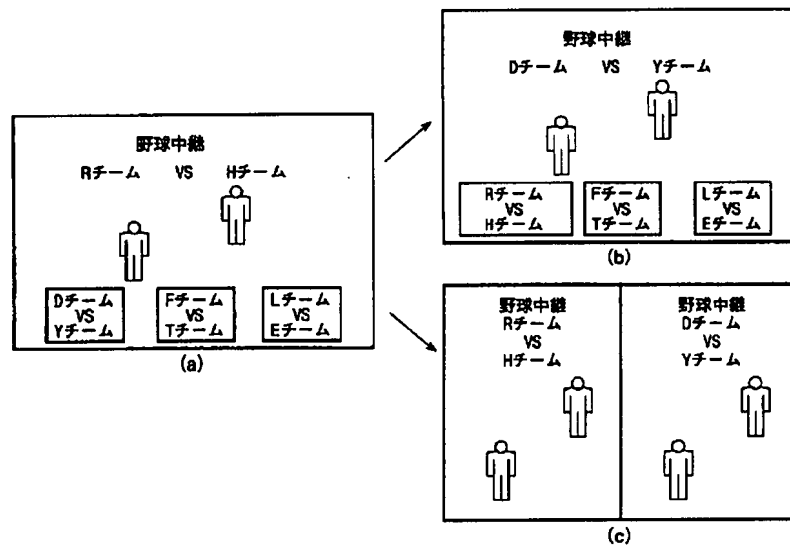 野球中継
Rチーム VS Hチーム
Dチーム
VS
Yチーム
Fチーム
VS
Tチーム
Lチーム
VS
Eチーム
(a)
野球中継
Dチーム VS Yチーム
Rチーム
VS
Hチーム
Fチーム
VS
Tチーム
Lチーム
VS
Eチーム
(b)
野球中継
Rチーム
VS
Hチーム
野球中継
Dチーム
VS
Yチーム
(c)